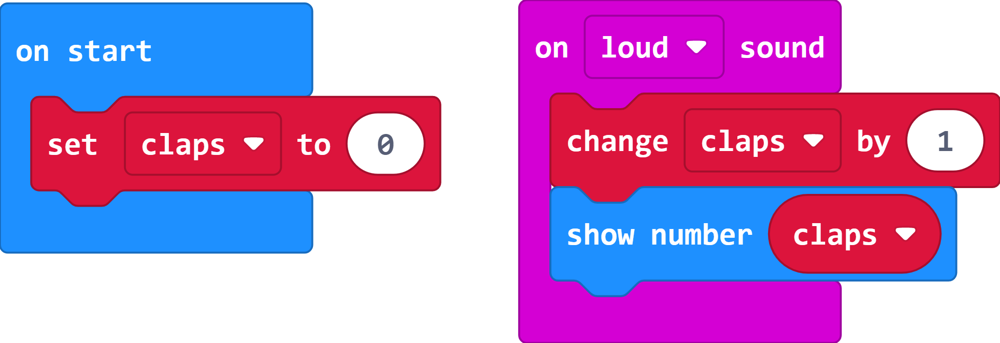 on start
set claps to 0
on loud sound
change claps by 1
show number claps